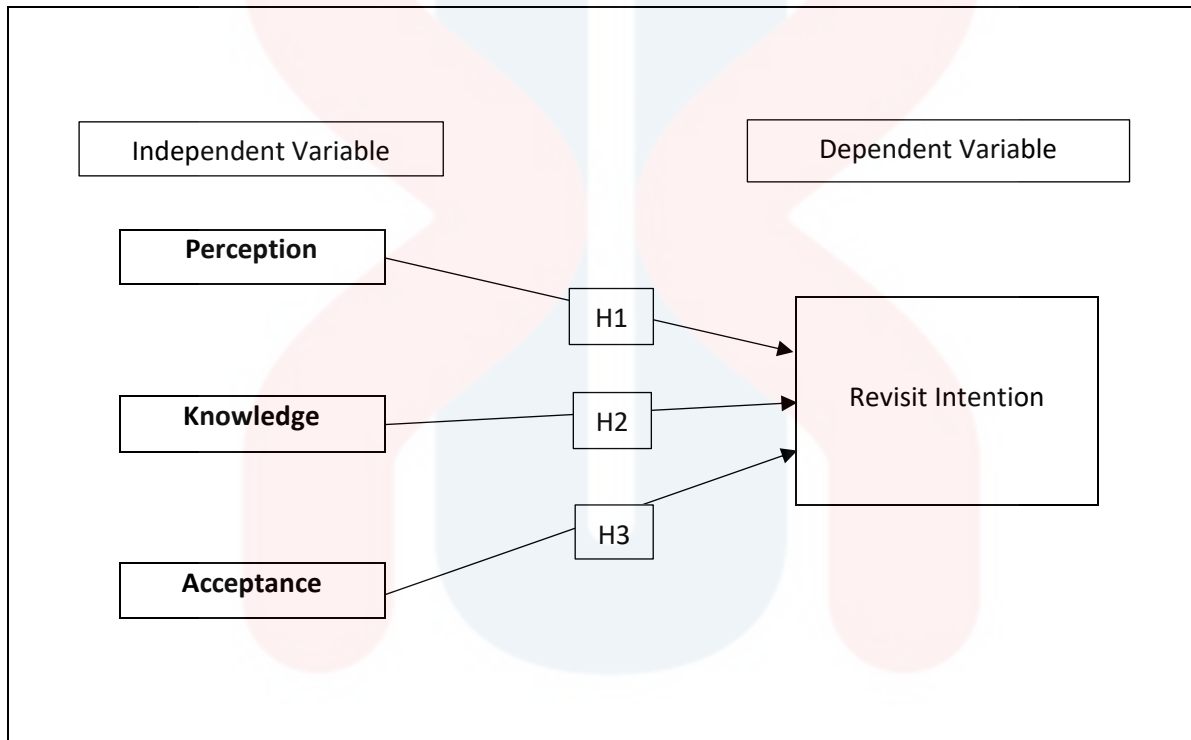 Independent Variable
Dependent Variable
Perception
H1
Knowledge
H2
Revisit Intention
H3
Acceptance